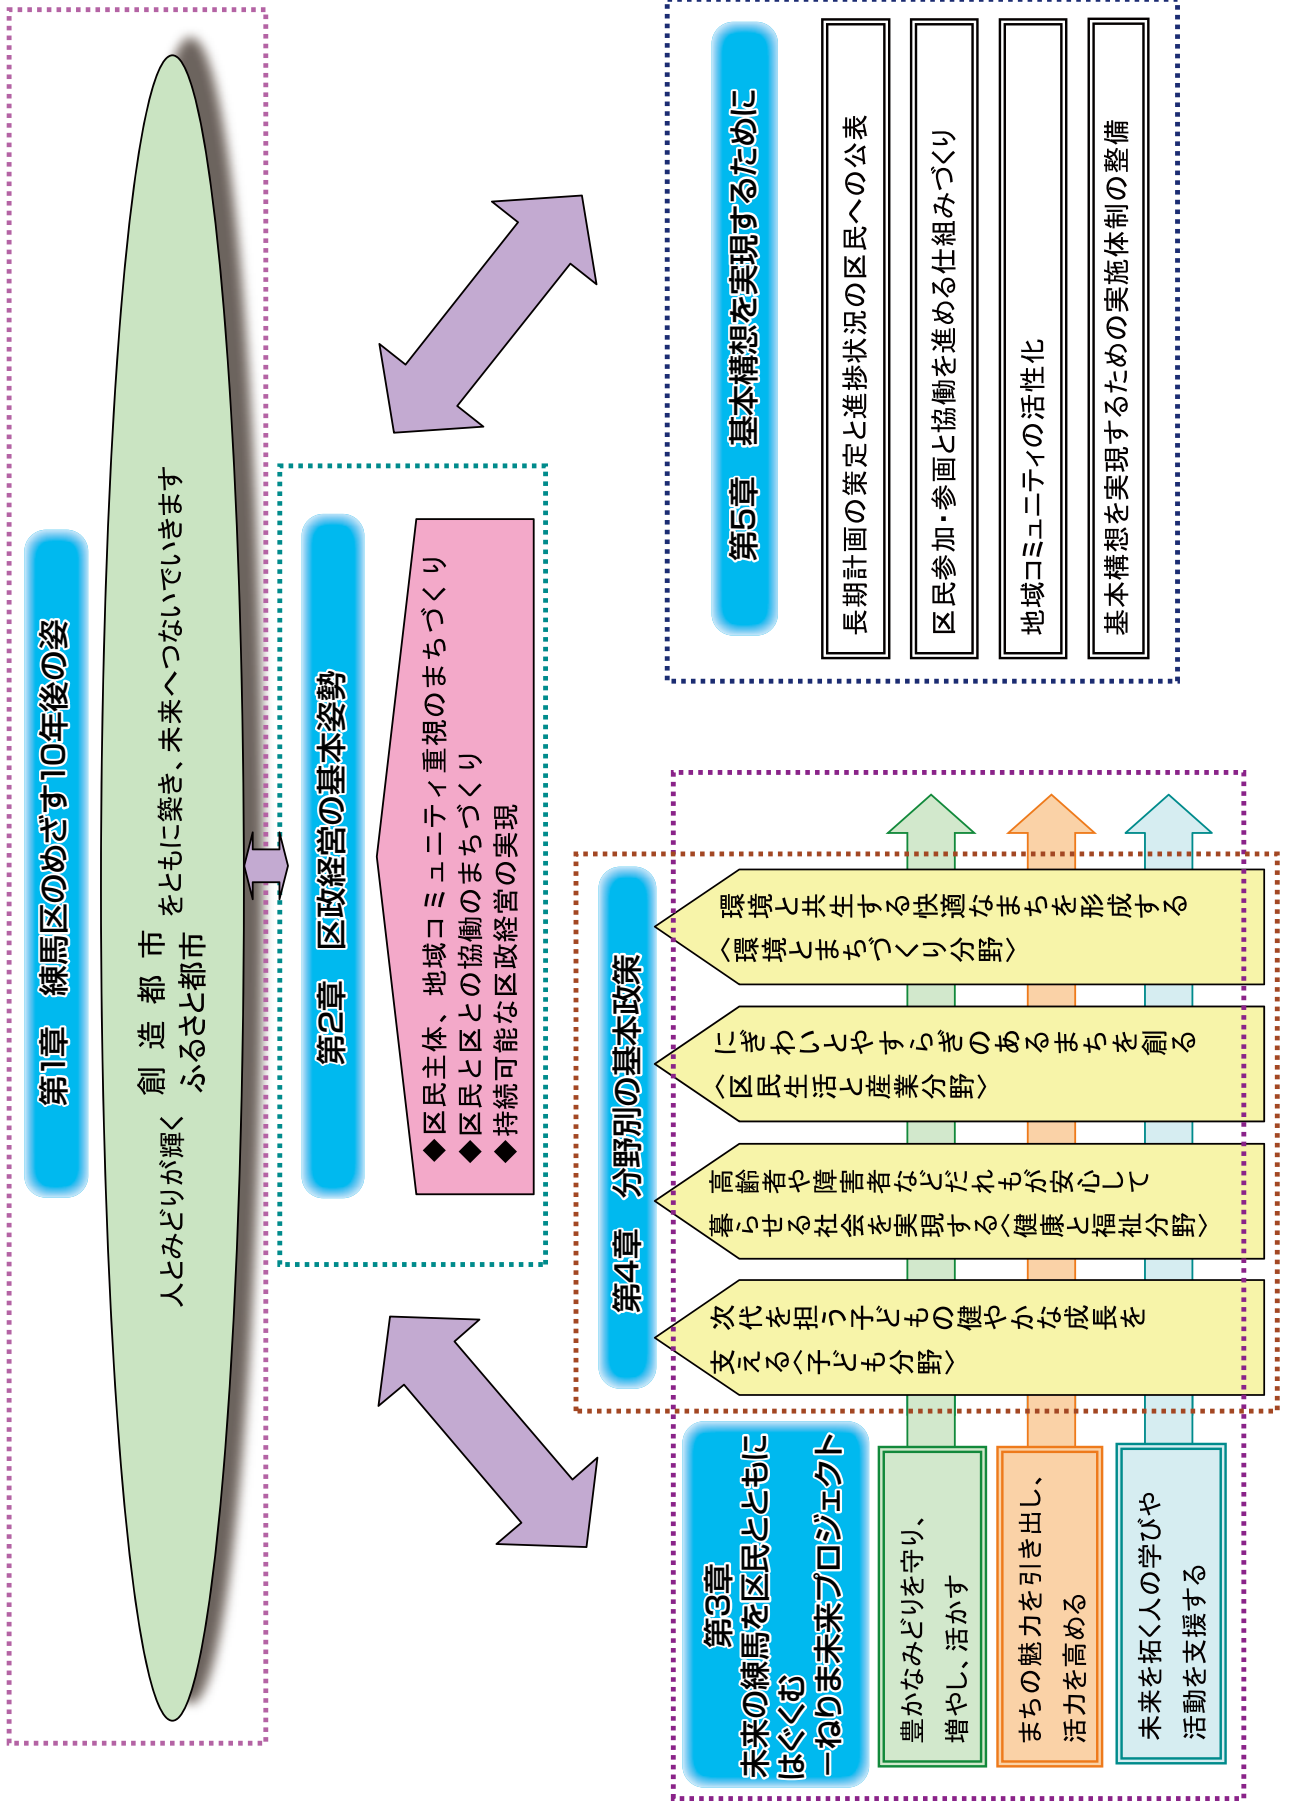 第1章　練馬区のめざす10年後の姿
人とみどりが輝く　創 造 都 市
ふるさと都市
をともに築き、未来へつないでいきます
第2章　区政経営の基本姿勢
◆区民主体、地域コミュニティ重視のまちづくり
◆区民と区との協働のまちづくり
◆持続可能な区政経営の実現
第3章
未来の練馬を区民とともに
はぐくむ
－ねりま未来プロジェクト
豊かなみどりを守り、
増やし、活かす
まちの魅力を引き出し、
活力を高める
未来を拓く人の学びや
活動を支援する
第4章　分野別の基本政策
次代を担う子どもの健やかな成長を
支える〈子ども分野〉
高齢者や障害者などだれもが安心して
暮らせる社会を実現する〈健康と福祉分野〉
にぎわいとやすらぎのあるまちを創る
〈区民生活と産業分野〉
環境と共生する快適なまちを形成する
〈環境とまちづくり分野〉
第5章　基本構想を実現するために
長期計画の策定と進捗状況の区民への公表
区民参加・参画と協働を進める仕組みづくり
地域コミュニティの活性化
基本構想を実現するための実施体制の整備